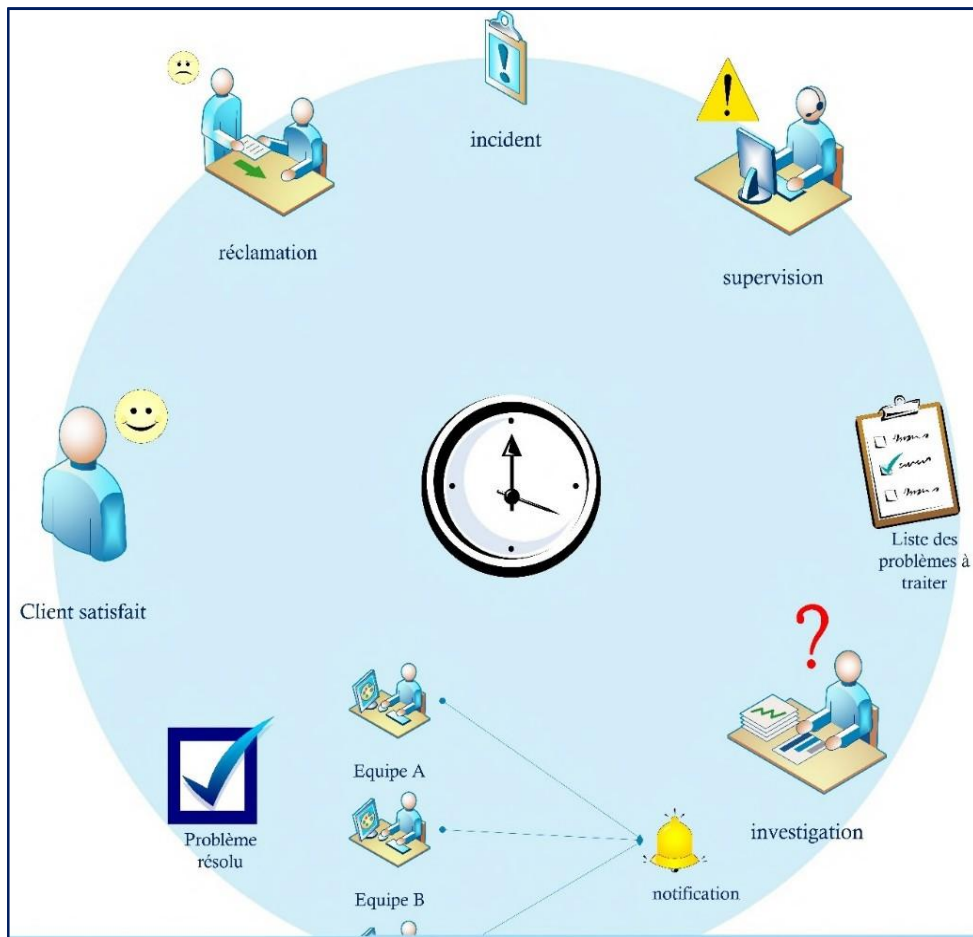 incident
réclamation
supervision
Liste des
problèmes à
traiter
Client satisfait
Equipe A
Problème
résolu
investigation
Equipe B
notification